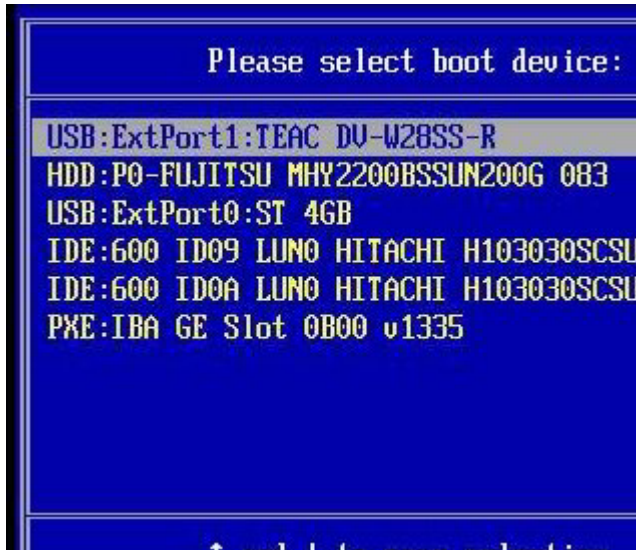 Please select boot device:
USB:ExtPort1:TEAC DV-W28SS-R
HDD:P0-FUJITSU MHY2200BSSUN200G 083
USB:ExtPort0:ST 4GB
IDE:600 ID09 LUN0 HITACHI H103030SCSU
IDE:600 ID0A LUN0 HITACHI H103030SCSU
PXE:IBA GE Slot 0B00 v1335